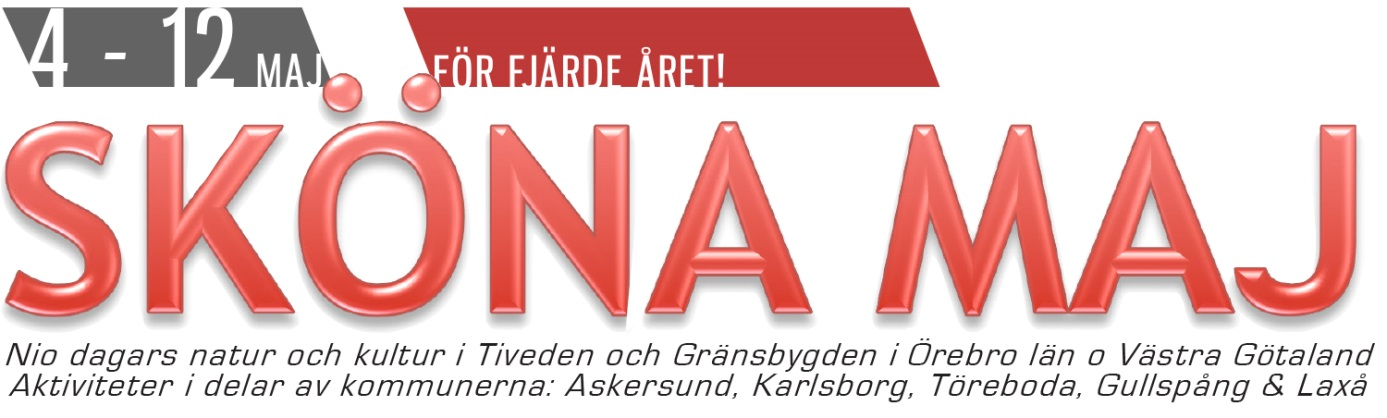 4 - 12 MAJ FÖR FJÄRDE ÅRET!
SKÖNA MAJ
Nio dagars natur och kultur i Tiveden och Gränsbygden i Örebro län o Västra Götaland
Aktiviteter i delar av kommunerna: Askersund, Karlsborg, Töreboda, Gullspång & Laxå